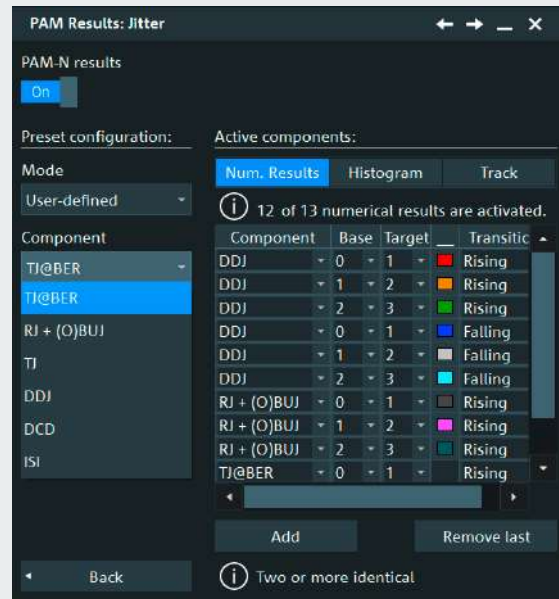 PAM Results: Jitter
PAM-N results
On
Preset configuration:
Active components:
Mode
Num. Results Histogram Track
User-defined
12 of 13 numerical results are activated.
Component
Component Base Target Transitic
TJ@BER
DDJ 0 1 Rising
TJ@BER
DDJ 1 2 Rising
DDJ 2 3 Rising
RJ + (O)BUJ
DDJ 0 1 Falling
TJ
DDJ 1 2 Falling
DDJ
DDJ 2 3 Falling
DCD
RJ + (O)BUJ 0 1 Rising
RJ + (O)BUJ 1 2 Rising
ISI
RJ + (O)BUJ 2 3 Rising
TJ@BER 0 1 Rising
Add Remove last
Back
Two or more identical